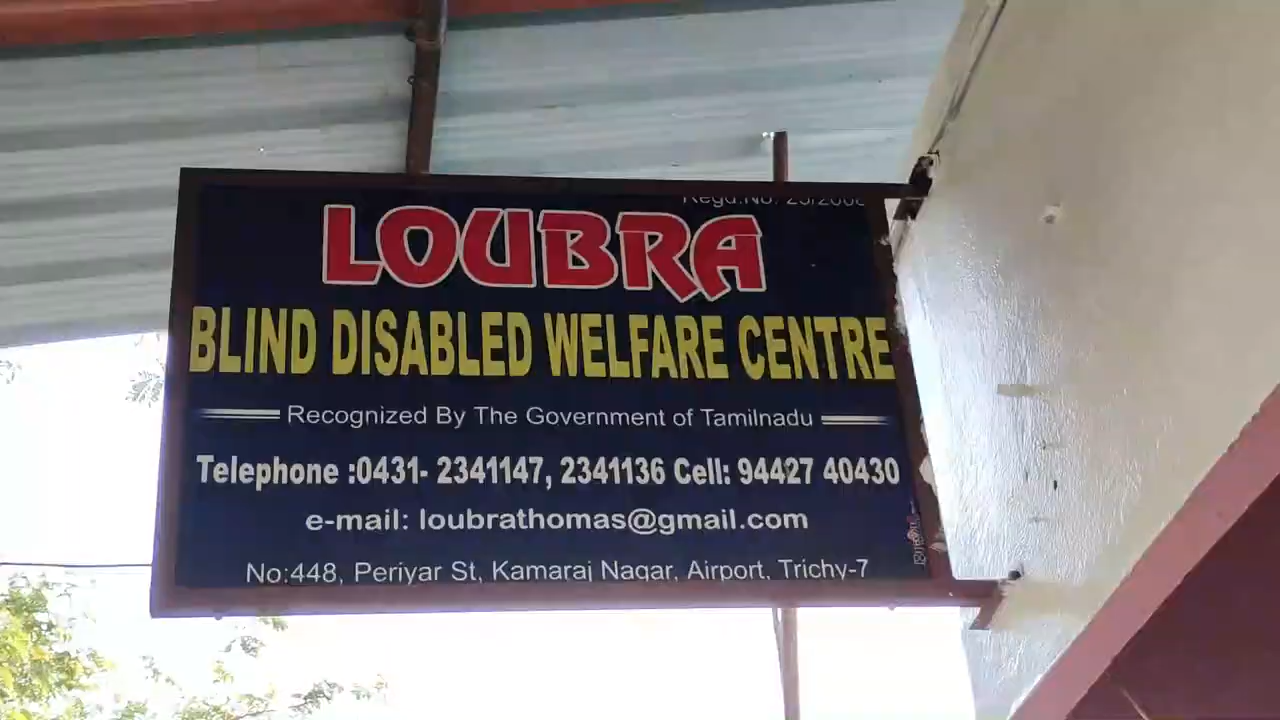 Regd.No: 25/2008
LOUBRA
BLIND DISABLED WELFARE CENTRE
Recognized By The Government of Tamilnadu
Telephone :0431- 2341147, 2341136 Cell: 94427 40430
e-mail: loubrathomas@gmail.com
No:448, Periyar St, Kamaraj Nagar, Airport, Trichy-7